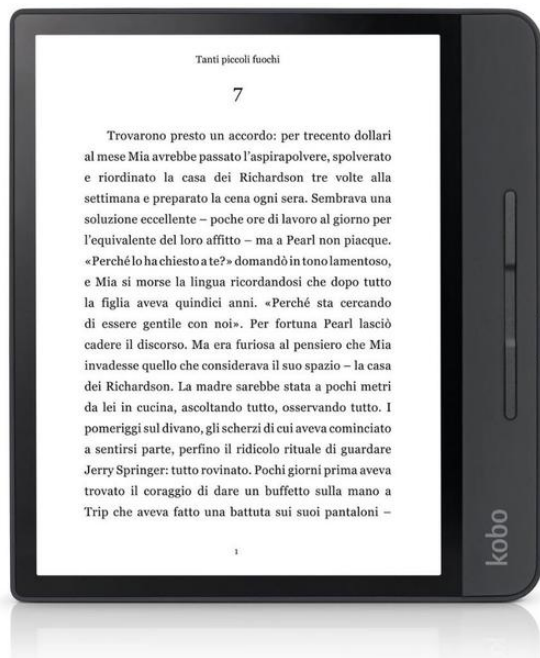 Tanti piccoli fuochi
7
Trovarono presto un accordo: per trecento dollari
al mese Mia avrebbe passato l'aspirapolvere, spolverato
e riordinato la casa dei Richardson tre volte alla
settimana e preparato la cena ogni sera. Sembrava una
soluzione eccellente – poche ore di lavoro al giorno per
l'equivalente del loro affitto – ma a Pearl non piacque.
«Perché lo ha chiesto a te?» domandò in tono lamentoso,
e Mia si morse la lingua ricordandosi che dopo tutto
la figlia aveva quindici anni. «Perché sta cercando
di essere gentile con noi». Per fortuna Pearl lasciò
cadere il discorso. Ma era furiosa al pensiero che Mia
invadesse quello che considerava il suo spazio – la casa
dei Richardson. La madre sarebbe stata a pochi metri
da lei in cucina, ascoltando tutto, osservando tutto. I
pomeriggi sul divano, gli scherzi di cui aveva cominciato
a sentirsi parte, perfino il ridicolo rituale di guardare
Jerry Springer: tutto rovinato. Pochi giorni prima aveva
trovato il coraggio di dare un buffetto sulla mano a
Trip che aveva fatto una battuta sui suoi pantaloni –
1
kobo